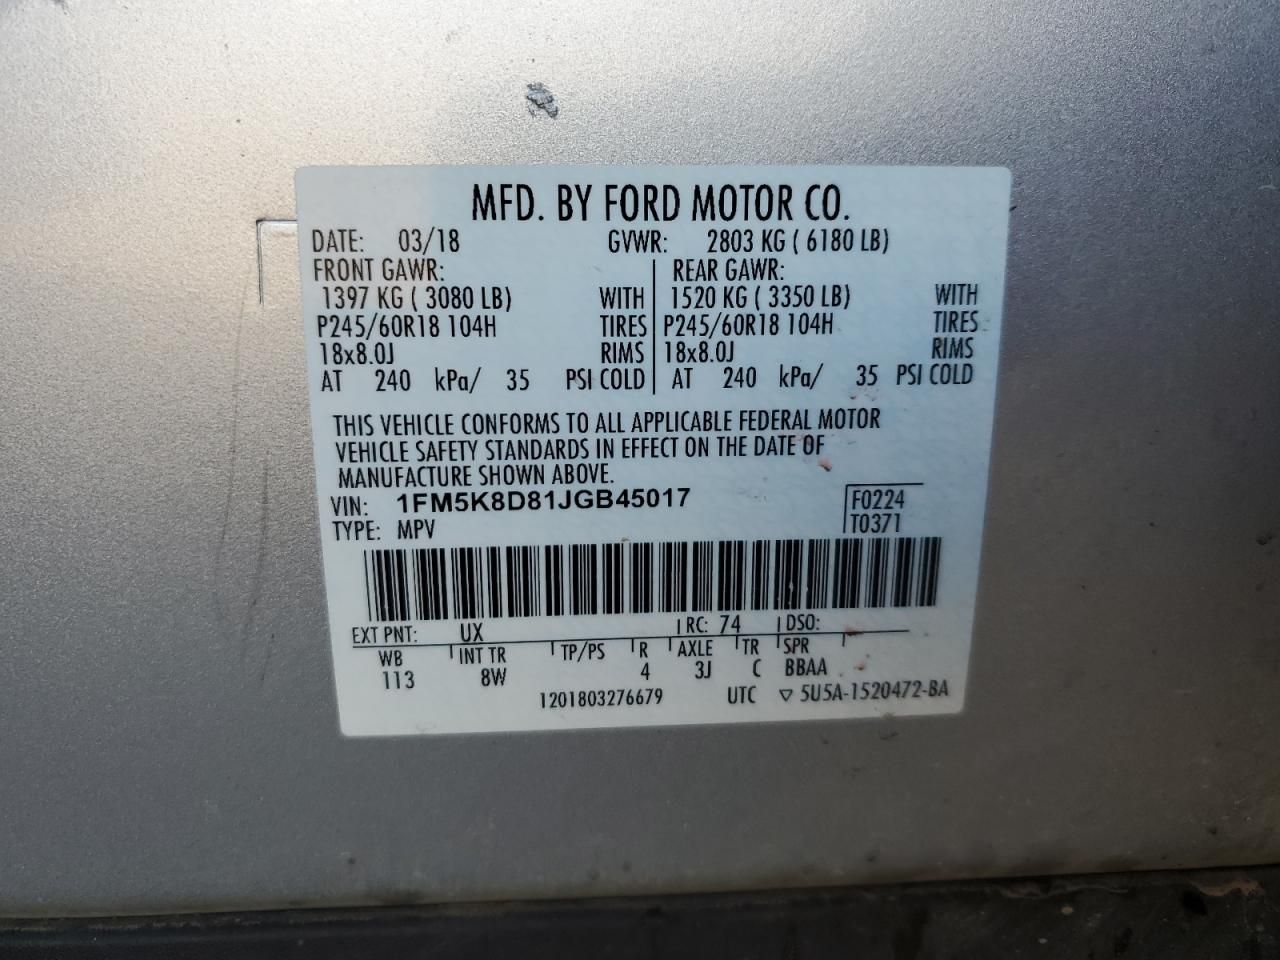 MFD. BY FORD MOTOR CO.
DATE: 03/18 GVWR: 2803 KG ( 6180 LB)
FRONT GAWR: REAR GAWR:
1397 KG ( 3080 LB) WITH 1520 KG ( 3350 LB) WITH
P245/60R18 104H TIRES P245/60R18 104H TIRES
18x8.0J RIMS 18x8.0J RIMS
AT 240 kPa/ 35 PSI COLD AT 240 kPa/ 35 PSI COLD
THIS VEHICLE CONFORMS TO ALL APPLICABLE FEDERAL MOTOR
VEHICLE SAFETY STANDARDS IN EFFECT ON THE DATE OF
MANUFACTURE SHOWN ABOVE.
VIN: 1FM5K8D81JGB45017 F0224
TYPE: MPV T0371
EXT PNT: UX RC: 74 DSO:
WB INT TR TP/PS R AXLE TR SPR
113 8W 4 3J C BBAA
1201803276679 UTC ▽ 5U5A-1520472-BA